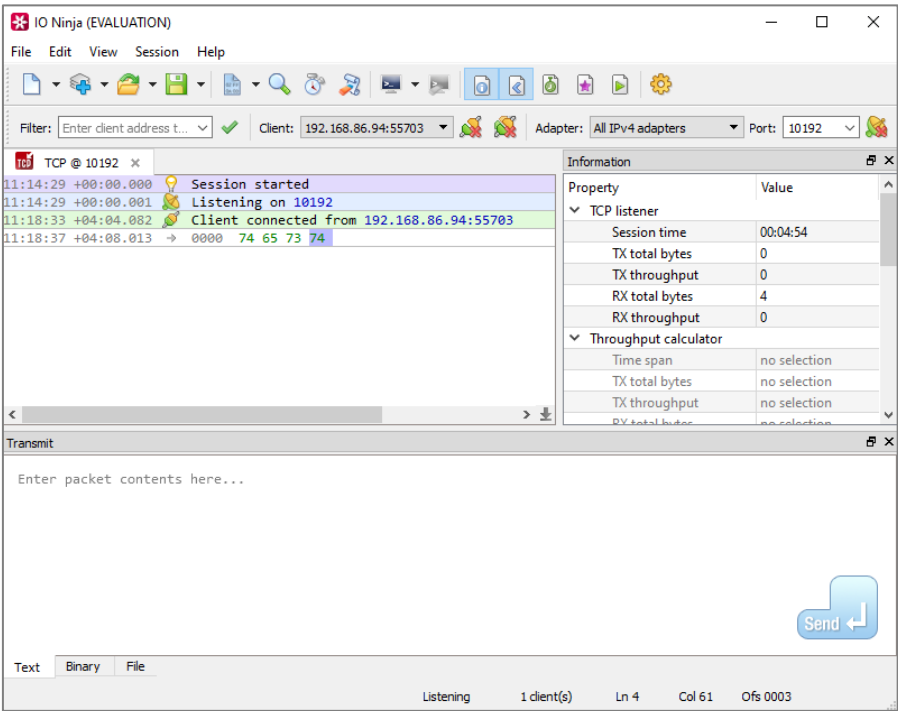 IO Ninja (EVALUATION)
File Edit View Session Help
Filter: Enter client address t... Client: 192.168.86.94:55703 Adapter: All IPv4 adapters Port: 10192
TCP @ 10192
11:14:29 +00:00.000 Session started
11:14:29 +00:00.001 Listening on 10192
11:18:33 +04:04.082 Client connected from 192.168.86.94:55703
11:18:37 +04:08.013 0000 74 65 73 74
Information
Property Value
TCP listener
Session time 00:04:54
TX total bytes 0
TX throughput 0
RX total bytes 4
RX throughput 0
Throughput calculator
Time span no selection
TX total bytes no selection
TX throughput no selection
RX total bytes no selection
Transmit
Enter packet contents here...
Send
Text Binary File
Listening 1 client(s) Ln 4 Col 61 Ofs 0003